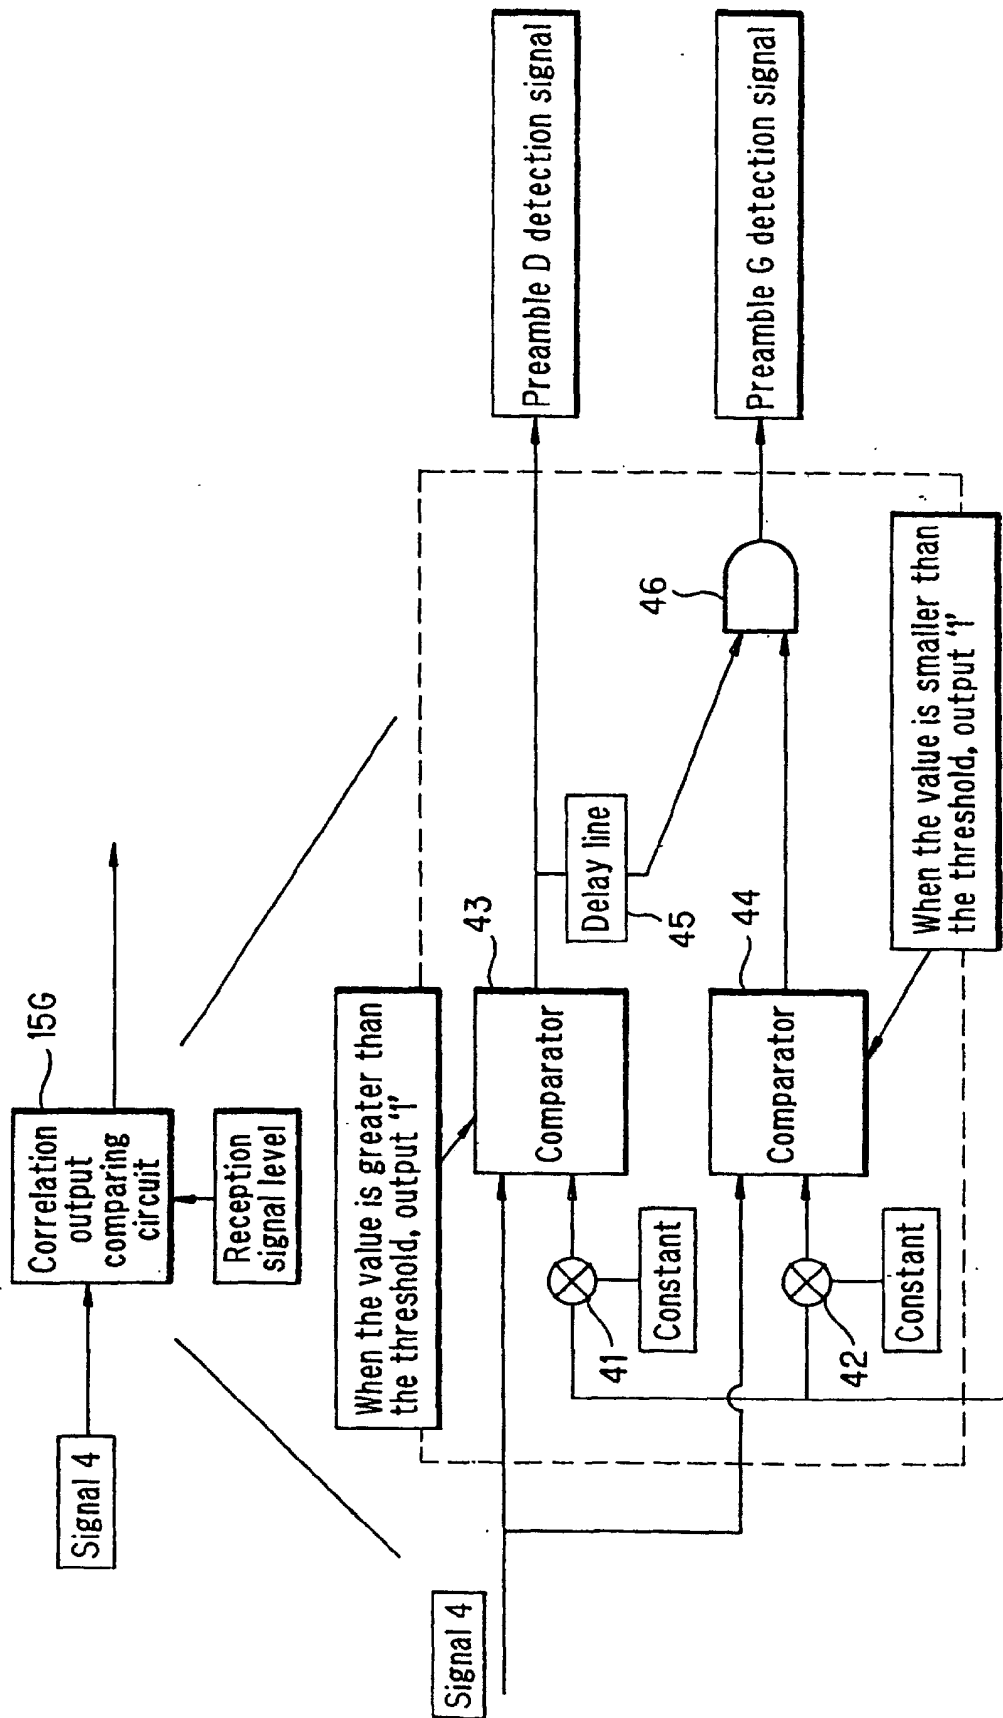 Signal 4
Correlation
output
comparing
circuit
15G
Reception
signal level
Signal 4
When the value is greater than
the threshold, output '1'
41
Constant
Comparator
43
Delay line
45
Preamble D detection signal
42
Constant
Comparator
44
46
Preamble G detection signal
When the value is smaller than
the threshold, output '1'